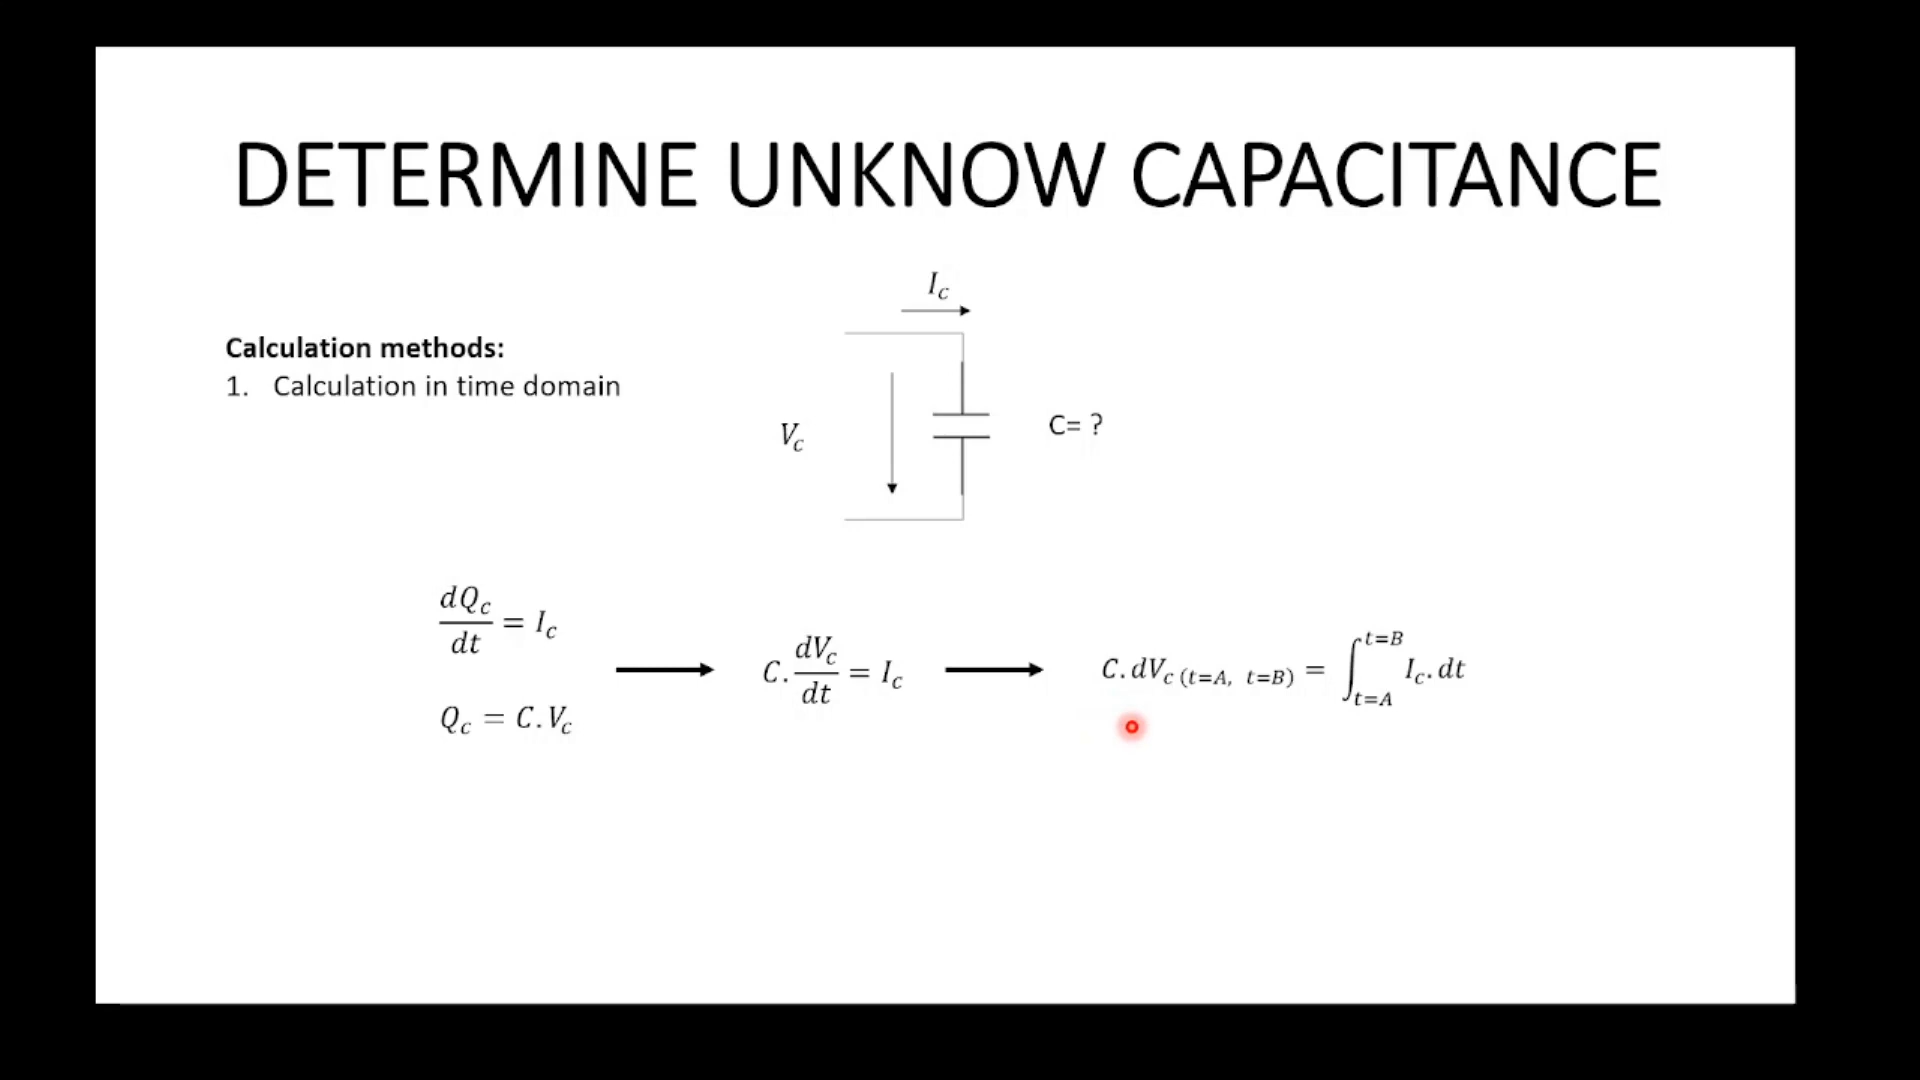 DETERMINE UNKNOW CAPACITANCE
I_c
Calculation methods:
1. Calculation in time domain
V_c
C= ?
dQ_c/dt = I_c
Q_c = C.V_c
C.dV_c/dt = I_c
C.dV_c (t=A, t=B) = ∫_{t=A}^{t=B} I_c.dt